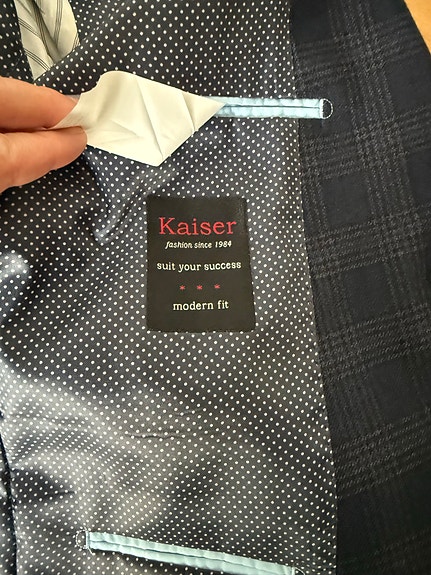 Kaiser
fashion since 1984
suit your success
* * *
modern fit